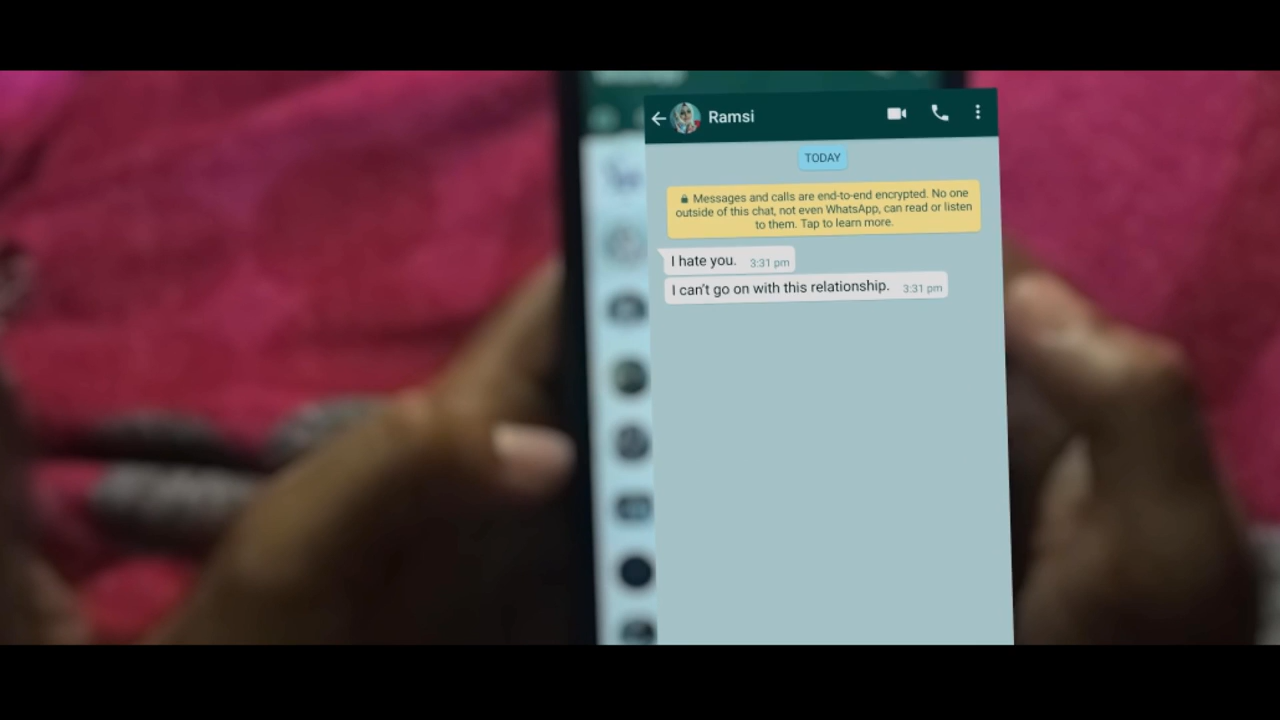 Ramsi
TODAY
Messages and calls are end-to-end encrypted. No one
outside of this chat, not even WhatsApp, can read or listen
to them. Tap to learn more.
I hate you. 3:31 pm
I can't go on with this relationship. 3:31 pm